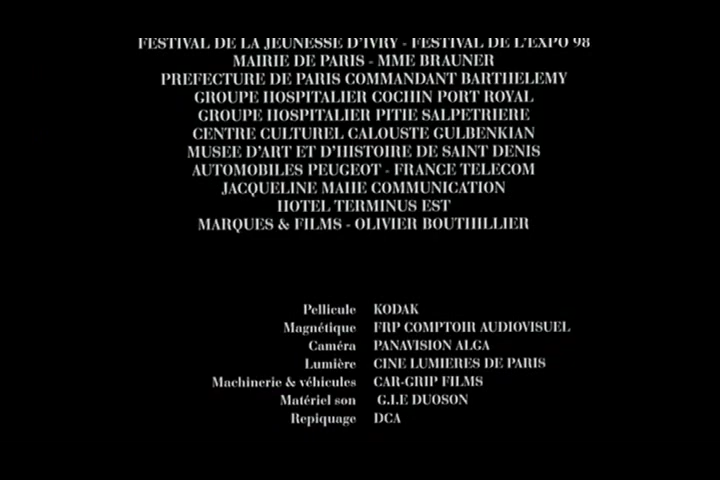 FESTIVAL DE LA JEUNESSE D'IVRY - FESTIVAL DE L'EXPO 98
MAIRIE DE PARIS - MME BRAUNER
PREFECTURE DE PARIS COMMANDANT BARTHELEMY
GROUPE HOSPITALIER COCHIN PORT ROYAL
GROUPE HOSPITALIER PITIE SALPETRIERE
CENTRE CULTUREL CALOUSTE GULBENKIAN
MUSEE D'ART ET D'HISTOIRE DE SAINT DENIS
AUTOMOBILES PEUGEOT - FRANCE TELECOM
JACQUELINE MAHE COMMUNICATION
HOTEL TERMINUS EST
MARQUES & FILMS - OLIVIER BOUTHILLIER
Pellicule KODAK
Magnétique FRP COMPTOIR AUDIOVISUEL
Caméra PANAVISION ALGA
Lumière CINE LUMIERES DE PARIS
Machinerie & véhicules CAR-GRIP FILMS
Matériel son G.I.E DUOSON
Repiquage DCA